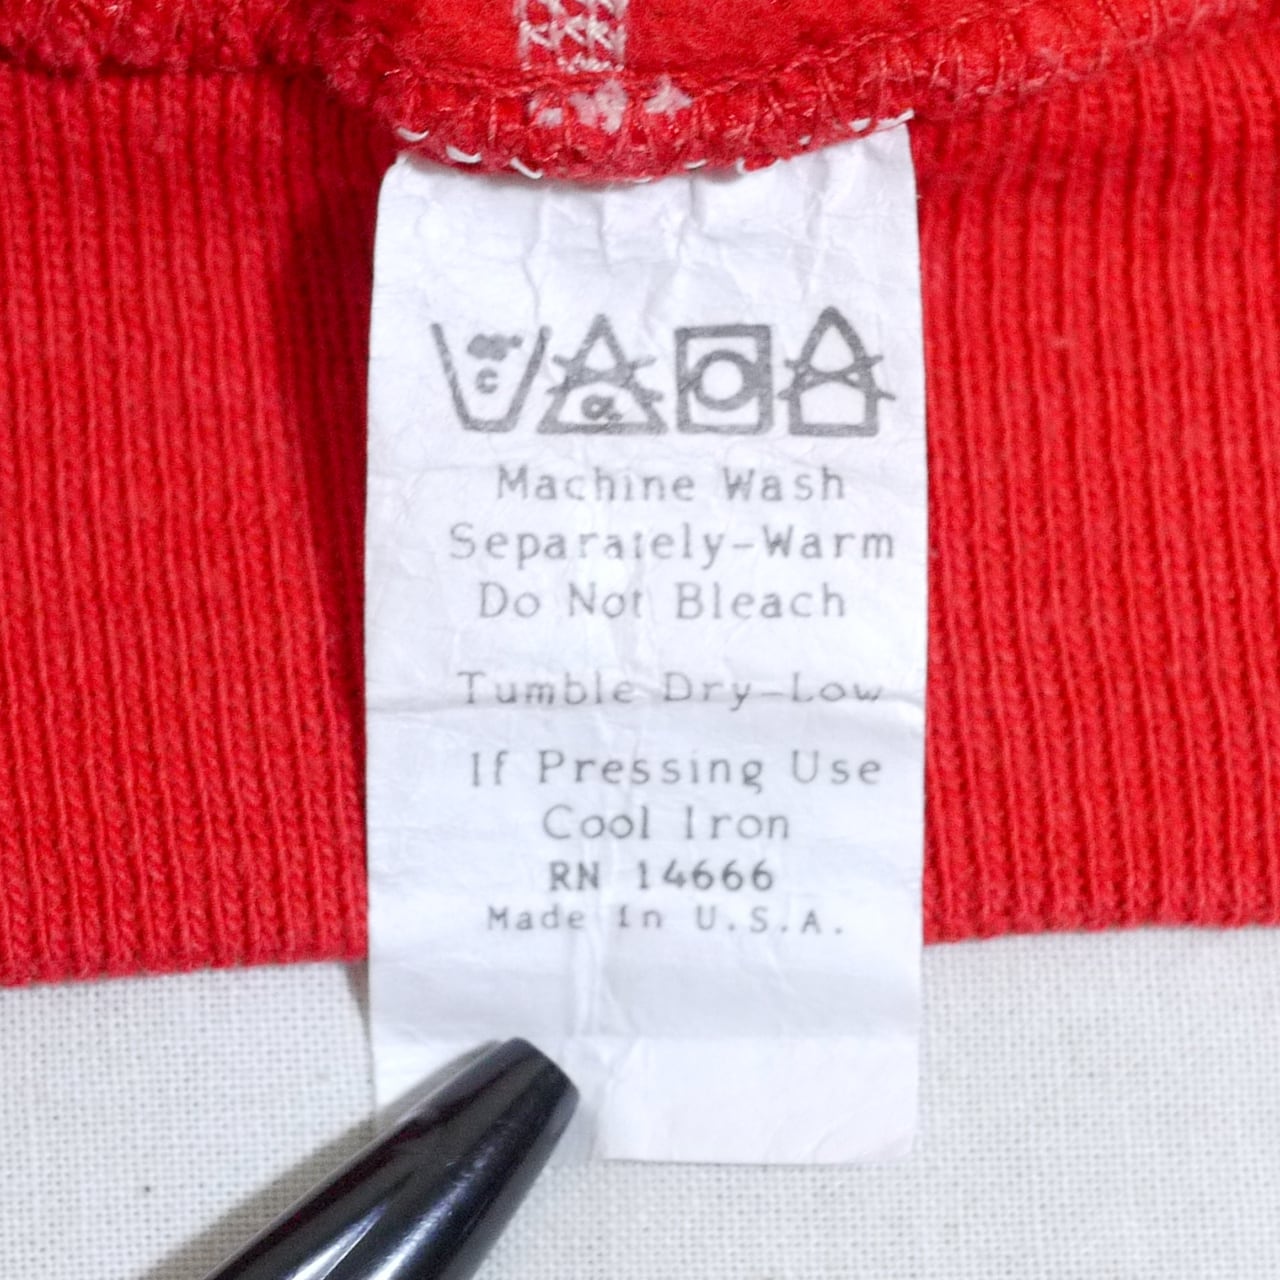 Machine Wash
Separately-Warm
Do Not Bleach
Tumble Dry-Low
If Pressing Use
Cool Iron
RN 14666
Made in U.S.A.